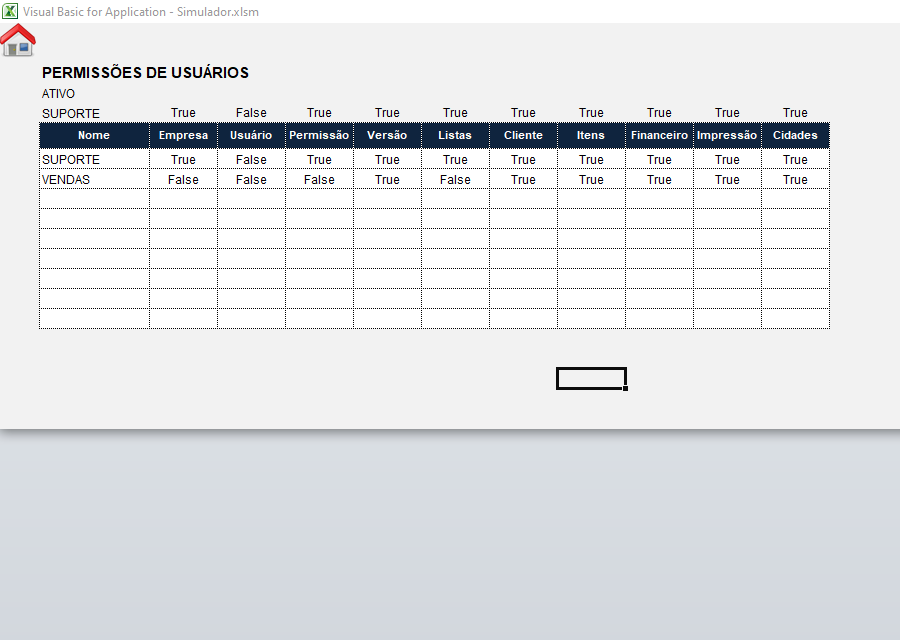 Visual Basic for Application - Simulador.xlsm
PERMISSÕES DE USUÁRIOS
ATIVO
SUPORTE True False True True True True True True True True
Nome Empresa Usuário Permissão Versão Listas Cliente Itens Financeiro Impressão Cidades
SUPORTE True False True True True True True True True True
VENDAS False False False True False True True True True True